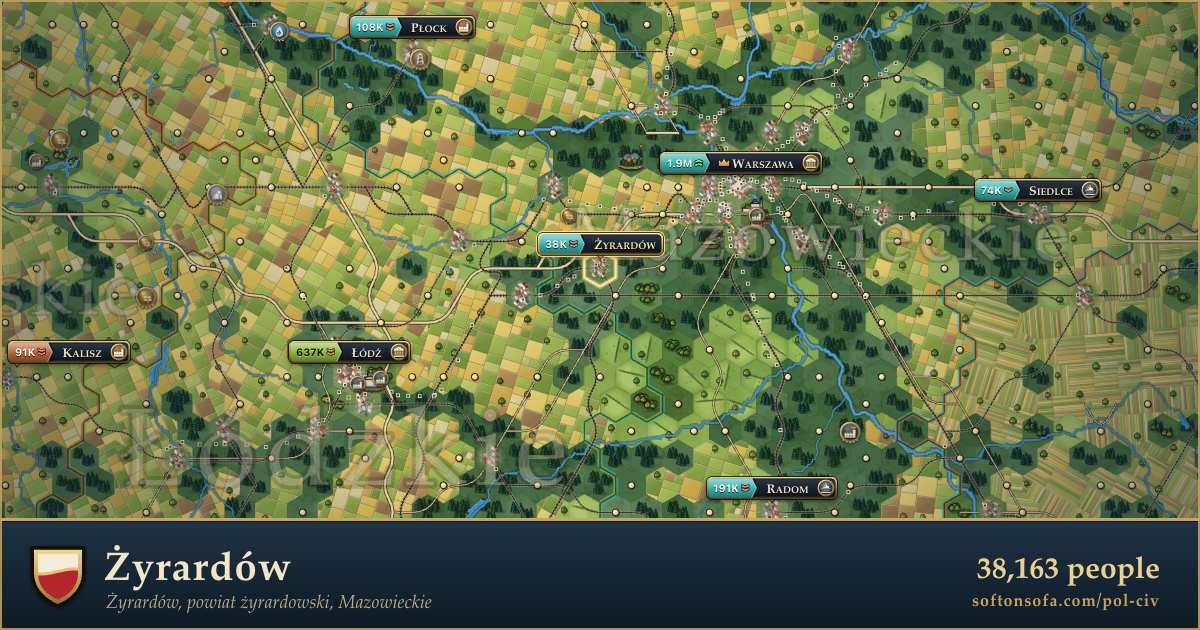 108K Płock
1.9M Warszawa
74K Siedlce
Mazowieckie
38K Żyrardów
skie
91K Kalisz
637K Łódź
Łódzkie
191K Radom
Żyrardów
38,163 people
Żyrardów, powiat żyrardowski, Mazowieckie
softonsofa.com/pol-civ